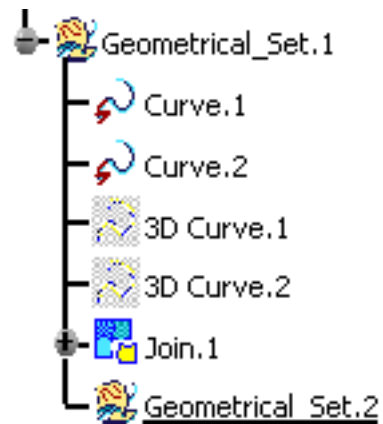 Geometrical_Set.1
Curve.1
Curve.2
3D Curve.1
3D Curve.2
Join.1
Geometrical_Set.2